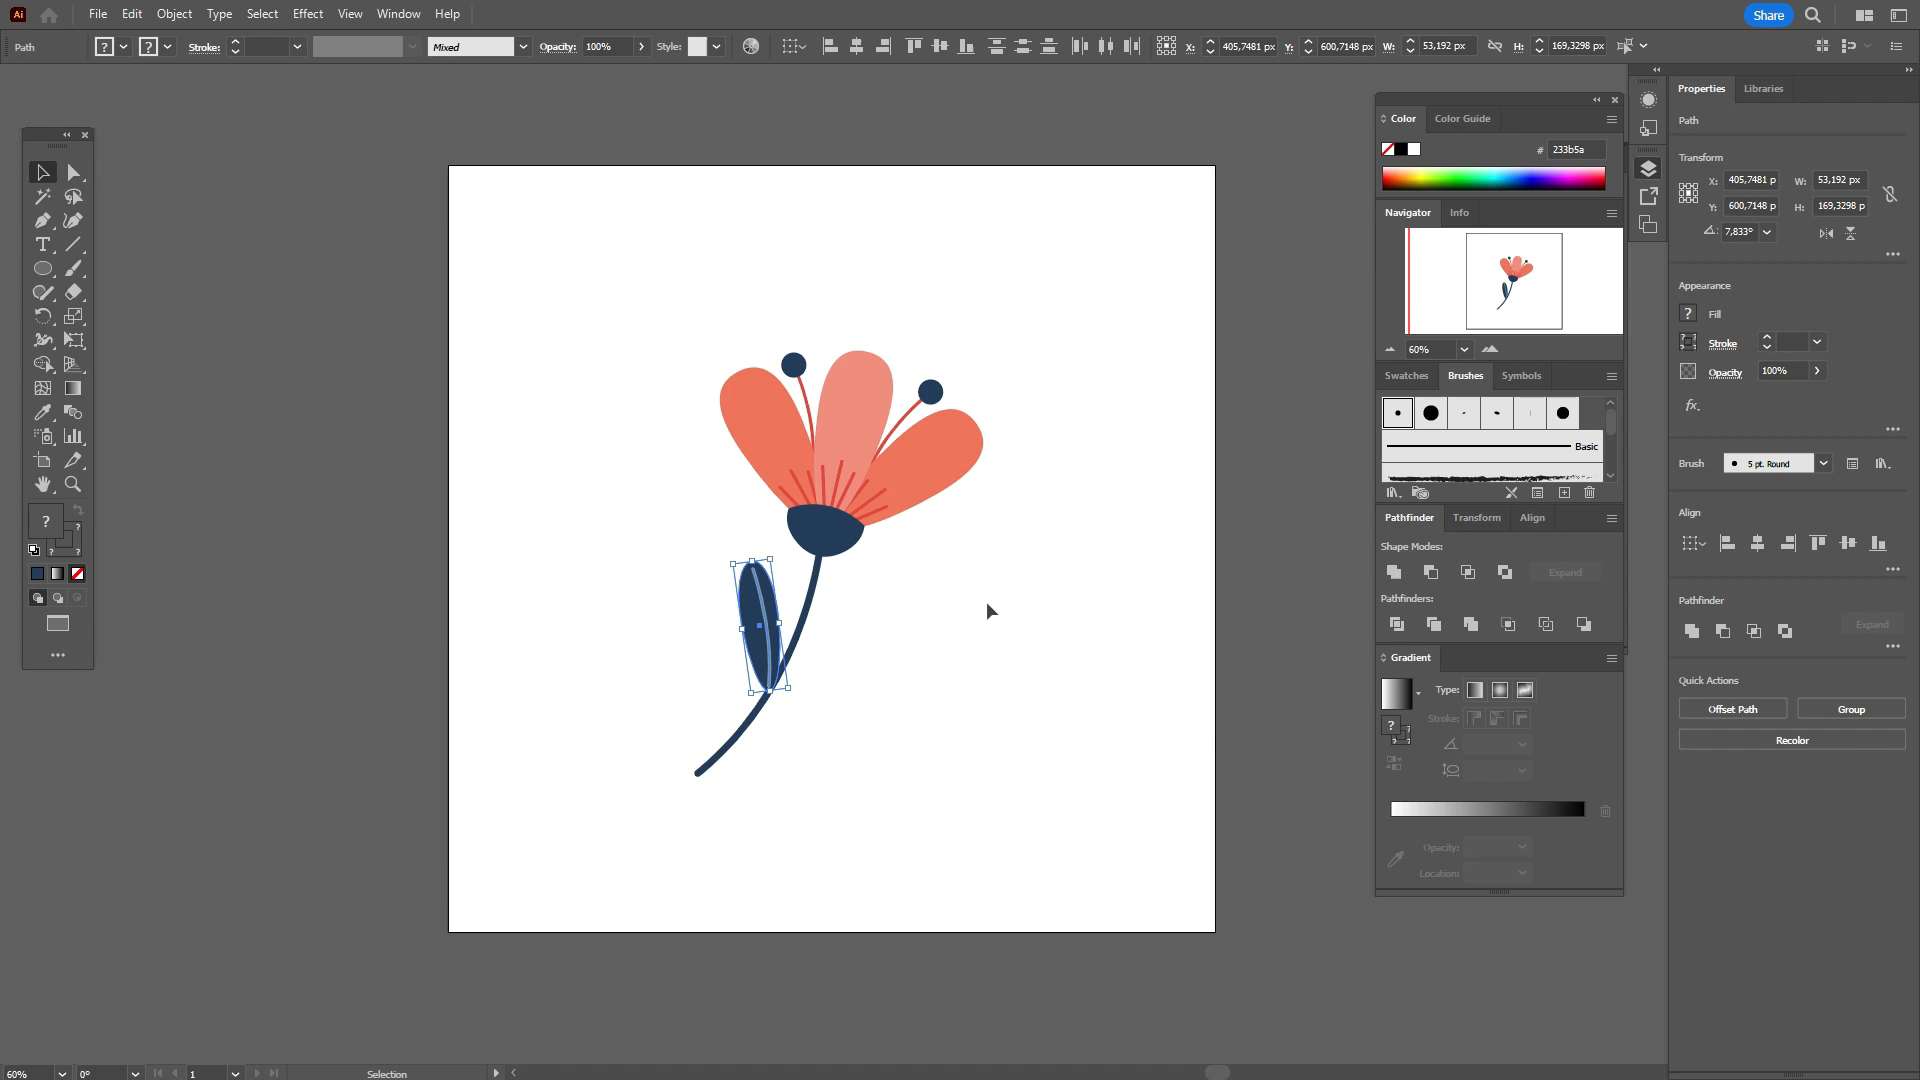 Ai File Edit Object Type Select Effect View Window Help Share
Path ? ? Stroke: Mixed Opacity: 100% Style: X: 405,7481 px Y: 600,7148 px W: 53,192 px H: 169,3298 px
Properties Libraries
Color Color Guide
Path
# 233b5a
Transform
X: 405,7481 p W: 53,192 px
Y: 600,7148 p H: 169,3298 p
7,833°
Navigator Info
Appearance
? Fill
Stroke
Opacity 100%
fx.
60%
Swatches Brushes Symbols
Basic
Brush 5 pt. Round
Align
Pathfinder Transform Align
Shape Modes:
Expand
Pathfinders:
Pathfinder
Expand
Gradient
Quick Actions
Offset Path Group
Recolor
Type:
Stroke:
?
Opacity:
Location:
T
?
?
? ?
60% 0° 1 Selection